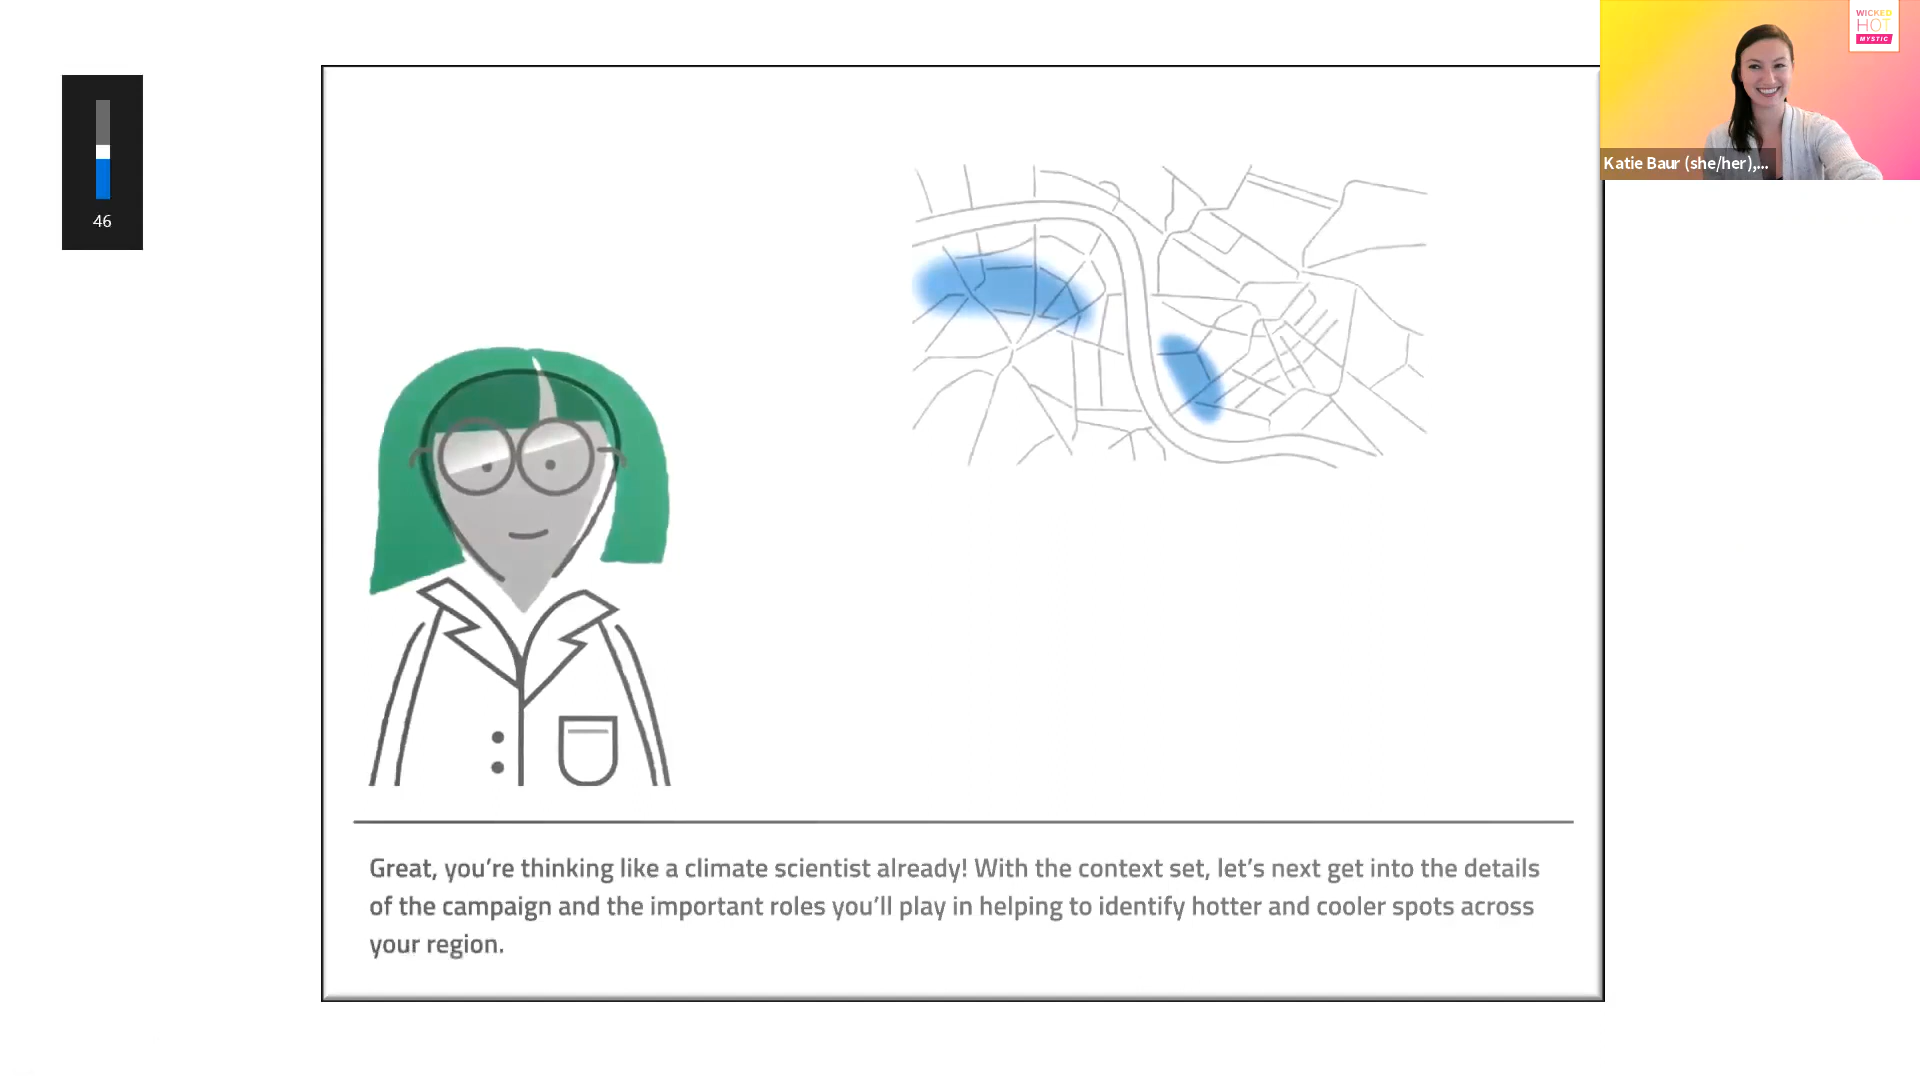 WICKED
HOT
MYSTIC
Katie Baur (she/her),...
46
Great, you’re thinking like a climate scientist already! With the context set, let’s next get into the details
of the campaign and the important roles you’ll play in helping to identify hotter and cooler spots across
your region.